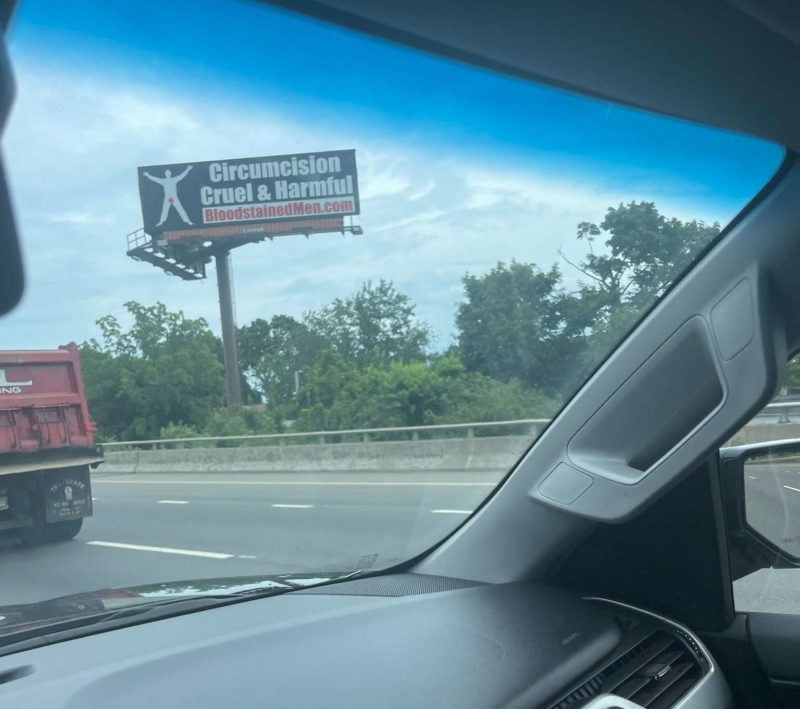 Circumcision
Cruel & Harmful
BloodstainedMen.com